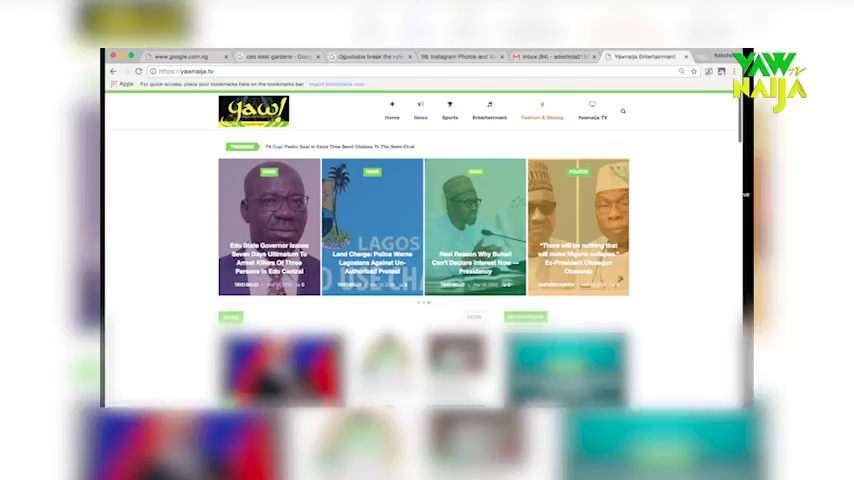 www.google.com.ng
Inbox (84)
Yawnaija Entertainment
https://yawnaija.tv
YAW
TV
NAIJA
Apps
For quick access, place your bookmarks here on the bookmarks bar.
yaw!
Home
News
Sports
Entertainment
Fashion & Beauty
Yawnaija TV
TRENDING
FA Cup: Pedro Goal In Extra Time Send Chelsea To The Semi-Final
NEWS
NEWS
NEWS
POLITICS
LAGOS
Edo State Governor Issues
Seven Days Ultimatum To
Arrest Killers Of Three
Persons In Edo Central
Land Charge: Police Warns
Lagosians Against Un-
Authorized Protest
Real Reason Why Buhari
Can't Declare Interest Now —
Presidency
"There will be nothing that
will make Nigeria collapse."
Ex-President Olusegun
Obasanjo
TAYO BELLO
TAYO BELLO
TAYO BELLO